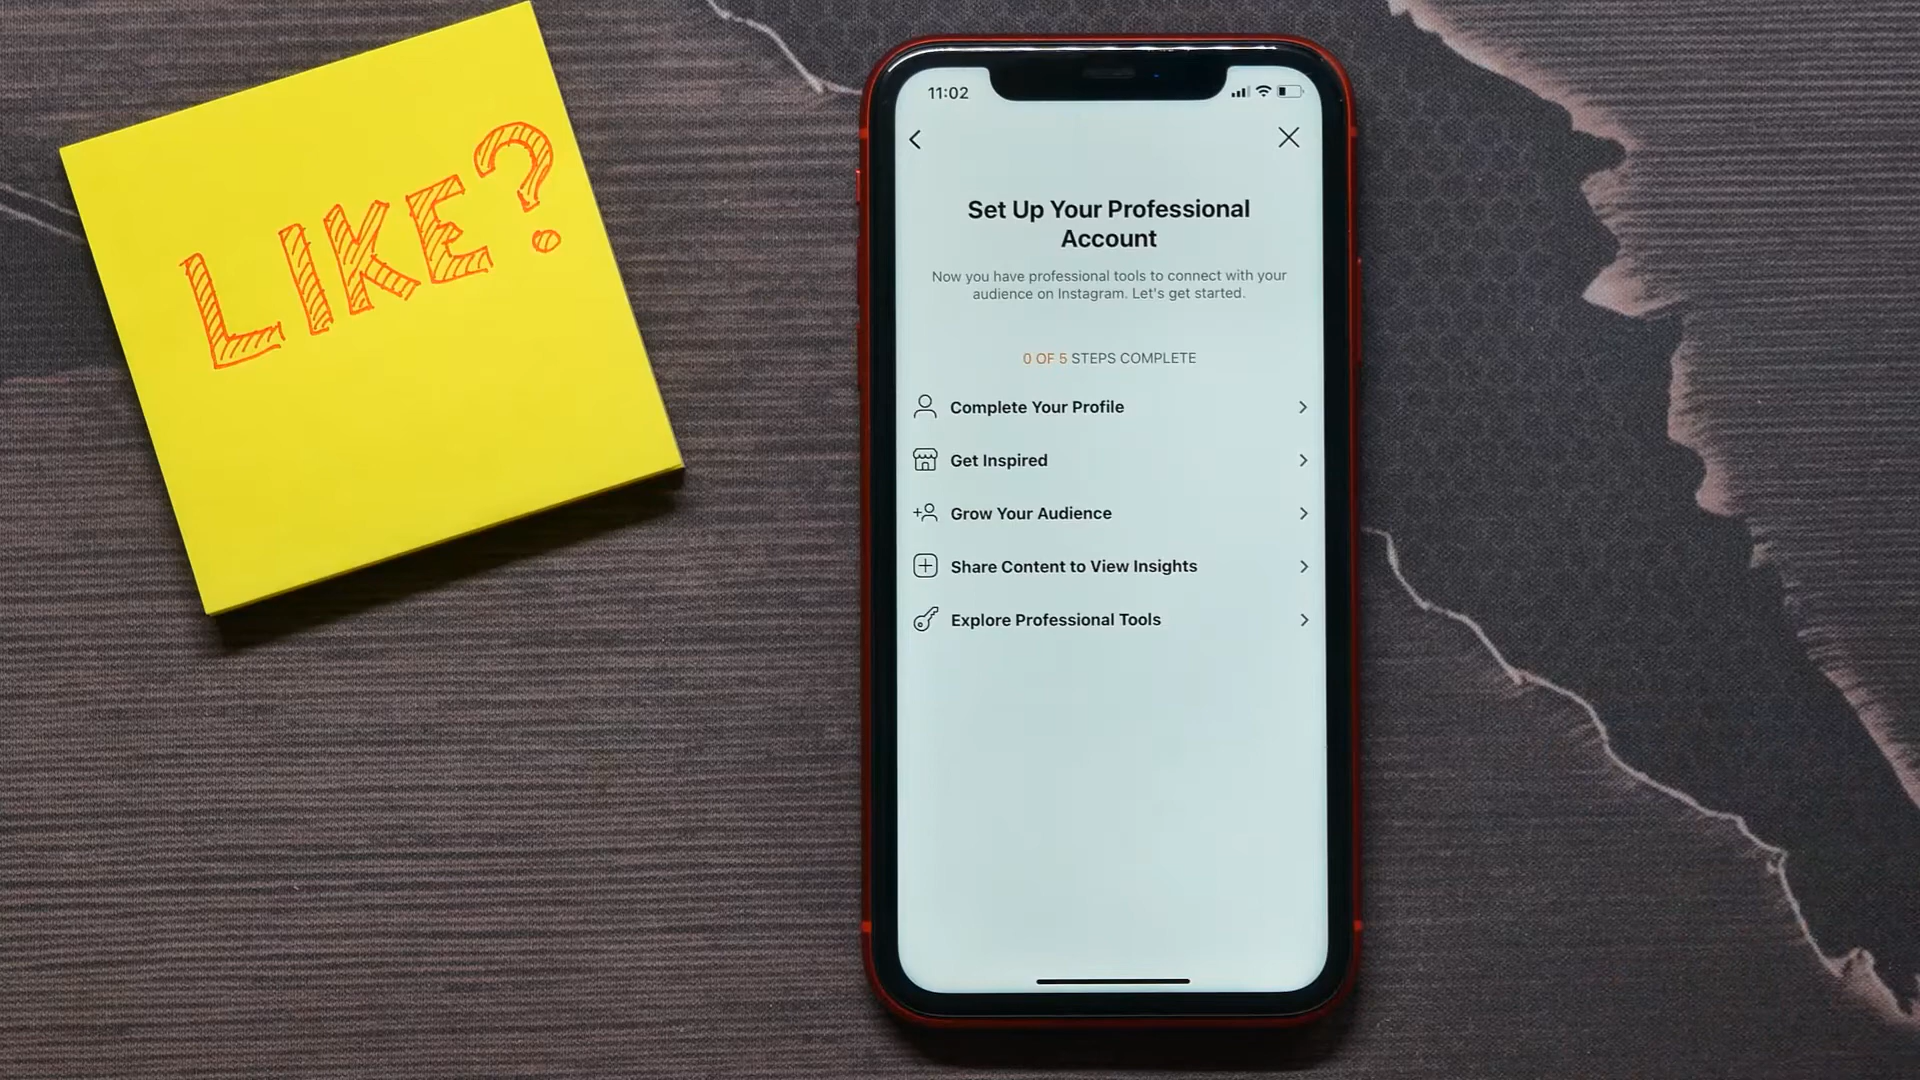 LIKE?
11:02
Set Up Your Professional
Account
Now you have professional tools to connect with your
audience on Instagram. Let's get started.
0 OF 5 STEPS COMPLETE
Complete Your Profile
Get Inspired
Grow Your Audience
Share Content to View Insights
Explore Professional Tools